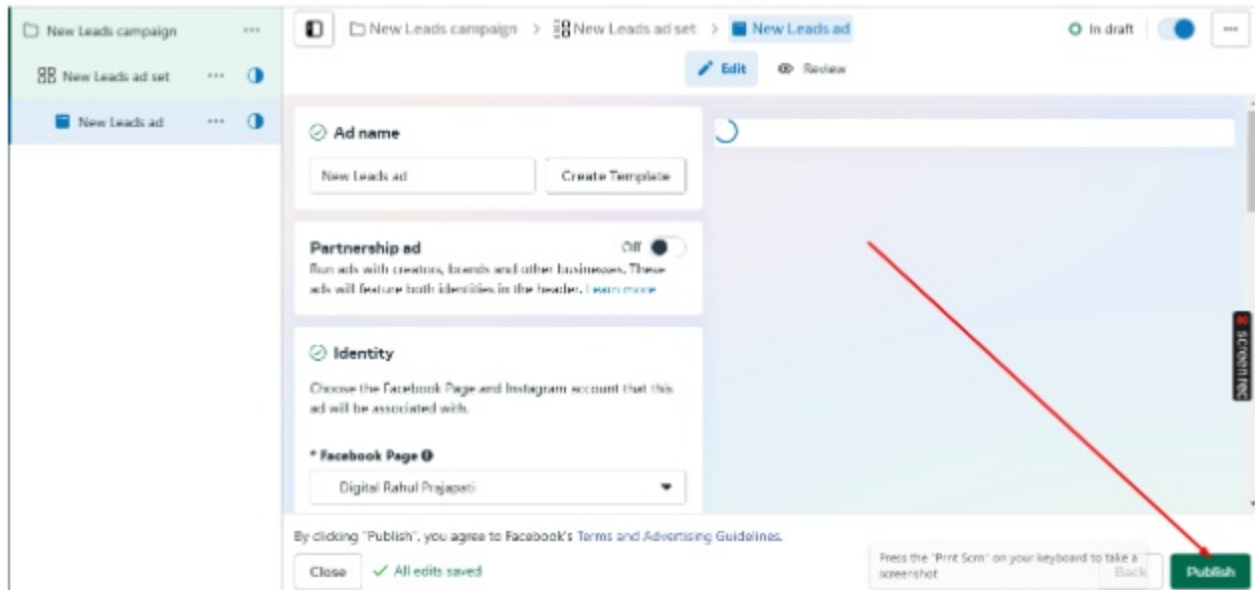 New Leads campaign
New Leads ad set
New Leads ad
New Leads campaign > New Leads ad set > New Leads ad
In draft
Edit
Review
Ad name
New Leads ad
Create Template
Partnership ad
Off
Run ads with creators, brands and other businesses. These
ads will feature both identities in the header. Learn more
Identity
Choose the Facebook Page and Instagram account that this
ad will be associated with.
* Facebook Page
Digital Rahul Prajapati
By clicking "Publish", you agree to Facebook's Terms and Advertising Guidelines.
Close
All edits saved
Press the "Print Scrn" on your keyboard to take a
screenshot
Back
Publish
screenrec